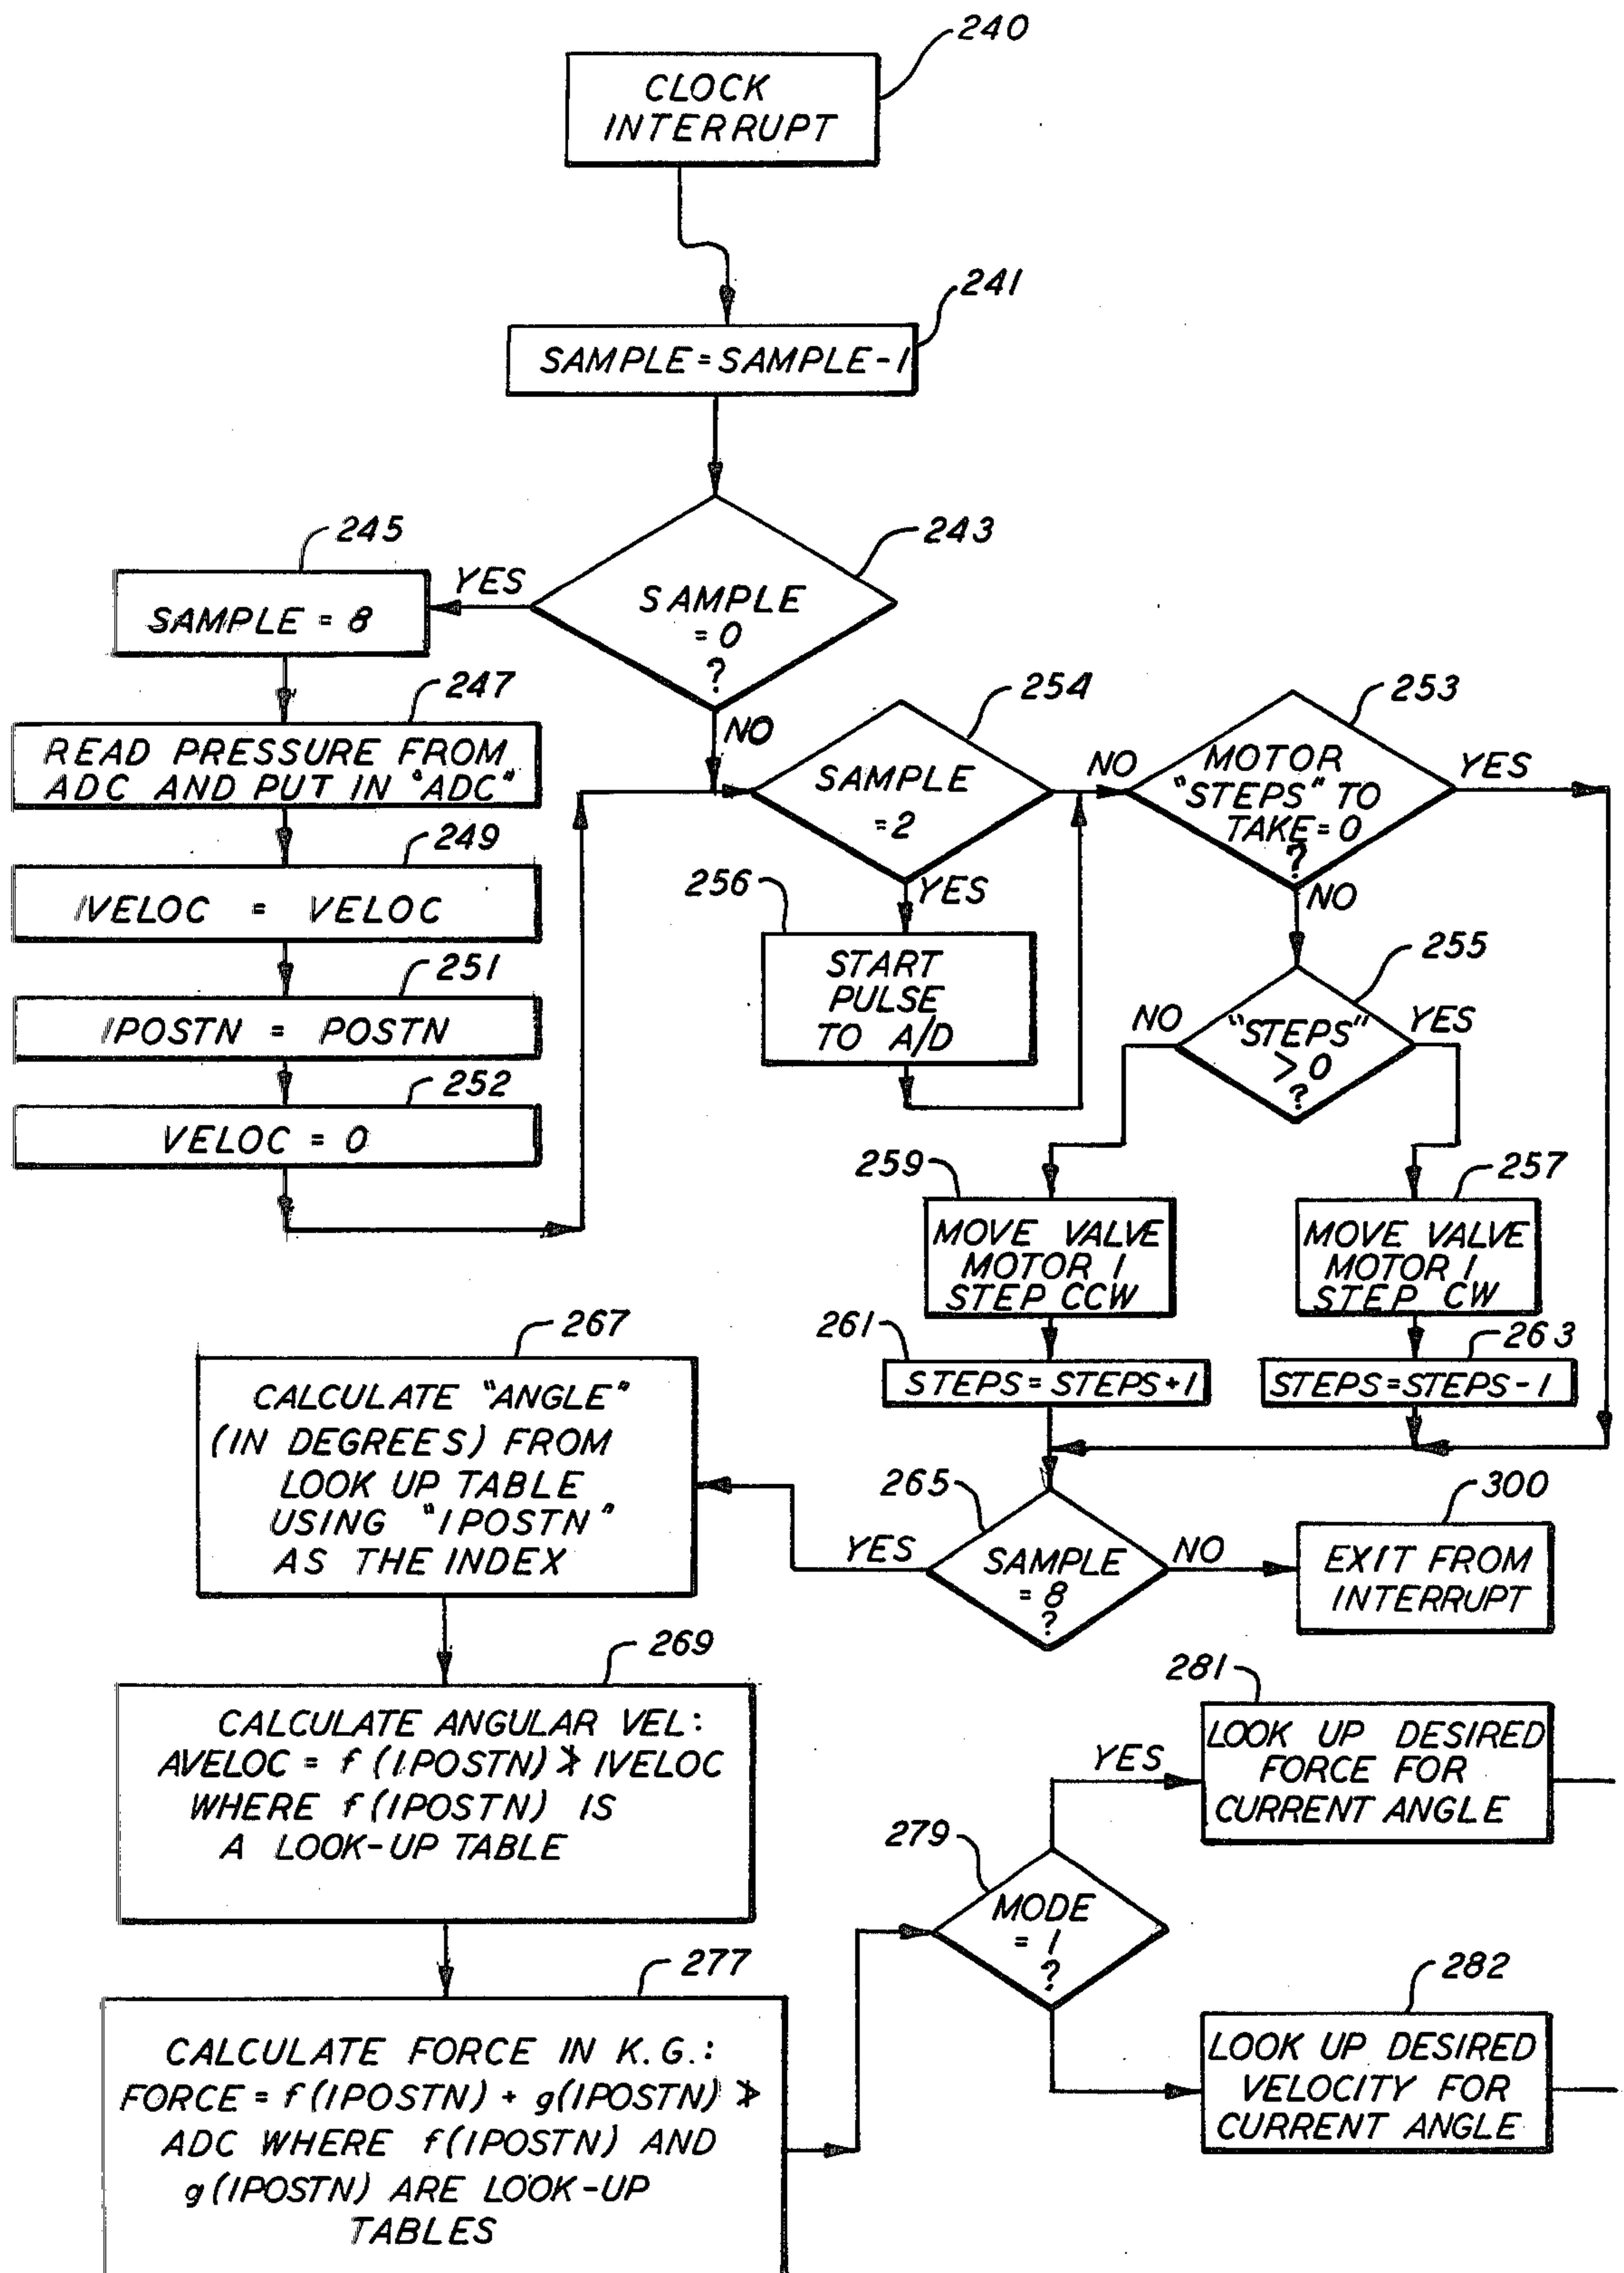 240
CLOCK
INTERRUPT
241
SAMPLE = SAMPLE - 1
243
SAMPLE
= 0
?
YES
NO
245
SAMPLE = 8
247
READ PRESSURE FROM
ADC AND PUT IN "ADC"
249
IVELOC = VELOC
251
IPOSTN = POSTN
252
VELOC = 0
254
SAMPLE
= 2
NO
YES
256
START
PULSE
TO A/D
253
MOTOR
"STEPS" TO
TAKE = 0
?
YES
NO
255
"STEPS"
> 0
?
NO
YES
259
MOVE VALVE
MOTOR 1
STEP CCW
257
MOVE VALVE
MOTOR 1
STEP CW
261
STEPS = STEPS + 1
263
STEPS = STEPS - 1
265
SAMPLE
= 8
?
YES
NO
300
EXIT FROM
INTERRUPT
267
CALCULATE "ANGLE"
(IN DEGREES) FROM
LOOK UP TABLE
USING "IPOSTN"
AS THE INDEX
269
CALCULATE ANGULAR VEL:
AVELOC = f (IPOSTN) * IVELOC
WHERE f (IPOSTN) IS
A LOOK-UP TABLE
277
CALCULATE FORCE IN K.G.:
FORCE = f (IPOSTN) + g(IPOSTN) *
ADC WHERE f(IPOSTN) AND
g(IPOSTN) ARE LOOK-UP
TABLES
279
MODE
= 1
?
YES
281
LOOK UP DESIRED
FORCE FOR
CURRENT ANGLE
282
LOOK UP DESIRED
VELOCITY FOR
CURRENT ANGLE